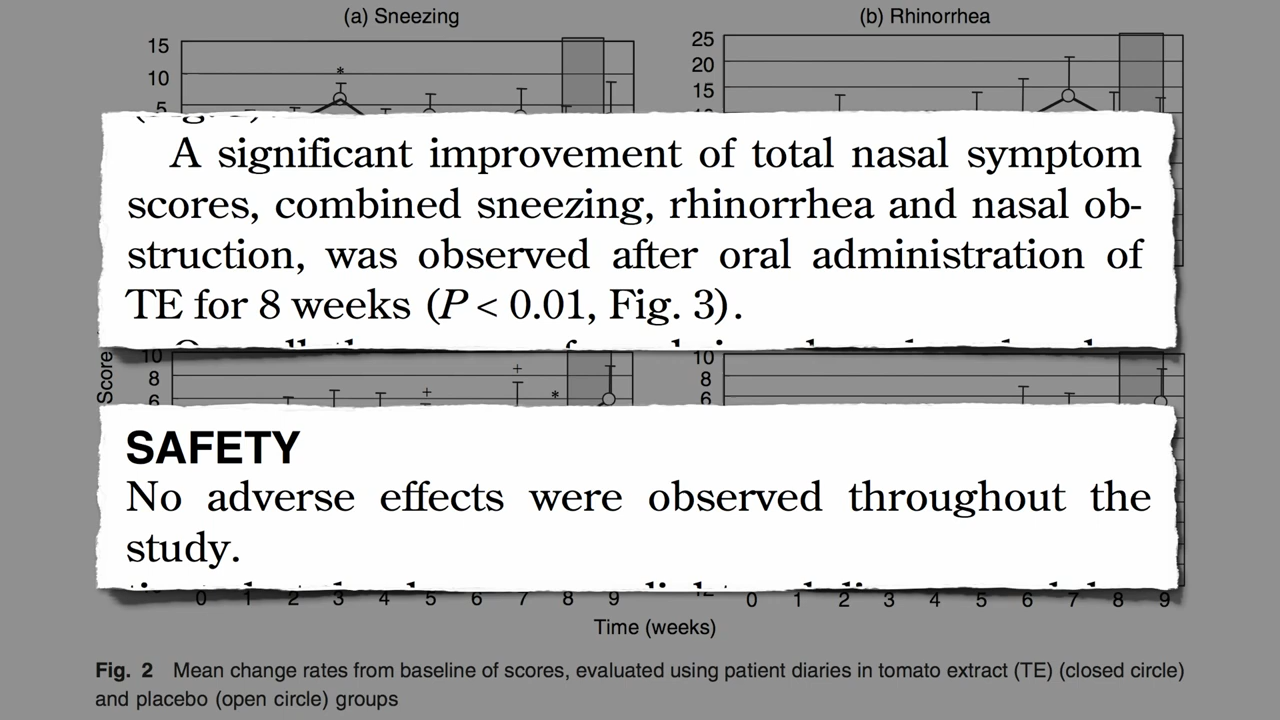 (a) Sneezing
(b) Rhinorrhea
15
10
5
*
25
20
15
A significant improvement of total nasal symptom
scores, combined sneezing, rhinorrhea and nasal ob-
struction, was observed after oral administration of
TE for 8 weeks (P < 0.01, Fig. 3).
Score
10
8
6
+
+
*
10
8
6
SAFETY
No adverse effects were observed throughout the
study.
0 1 2 3 4 5 6 7 8 9
0 1 2 3 4 5 6 7 8 9
Time (weeks)
Fig. 2 Mean change rates from baseline of scores, evaluated using patient diaries in tomato extract (TE) (closed circle)
and placebo (open circle) groups